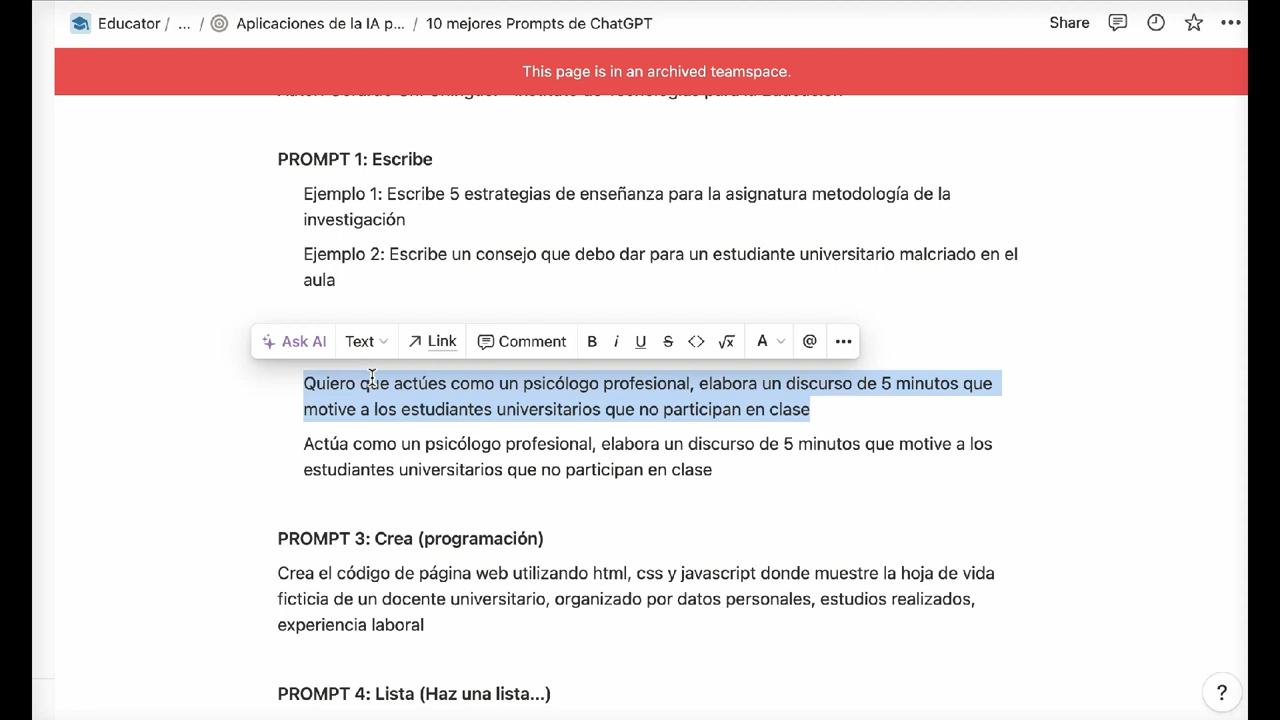 Educator / ... / Aplicaciones de la IA p... / 10 mejores Prompts de ChatGPT
Share
This page is in an archived teamspace.
PROMPT 1: Escribe
Ejemplo 1: Escribe 5 estrategias de enseñanza para la asignatura metodología de la
investigación
Ejemplo 2: Escribe un consejo que debo dar para un estudiante universitario malcriado en el
aula
Ask AI Text Link Comment B i U S <> √x A @ •••
Quiero que actúes como un psicólogo profesional, elabora un discurso de 5 minutos que
motive a los estudiantes universitarios que no participan en clase
Actúa como un psicólogo profesional, elabora un discurso de 5 minutos que motive a los
estudiantes universitarios que no participan en clase
PROMPT 3: Crea (programación)
Crea el código de página web utilizando html, css y javascript donde muestre la hoja de vida
ficticia de un docente universitario, organizado por datos personales, estudios realizados,
experiencia laboral
PROMPT 4: Lista (Haz una lista...)
?